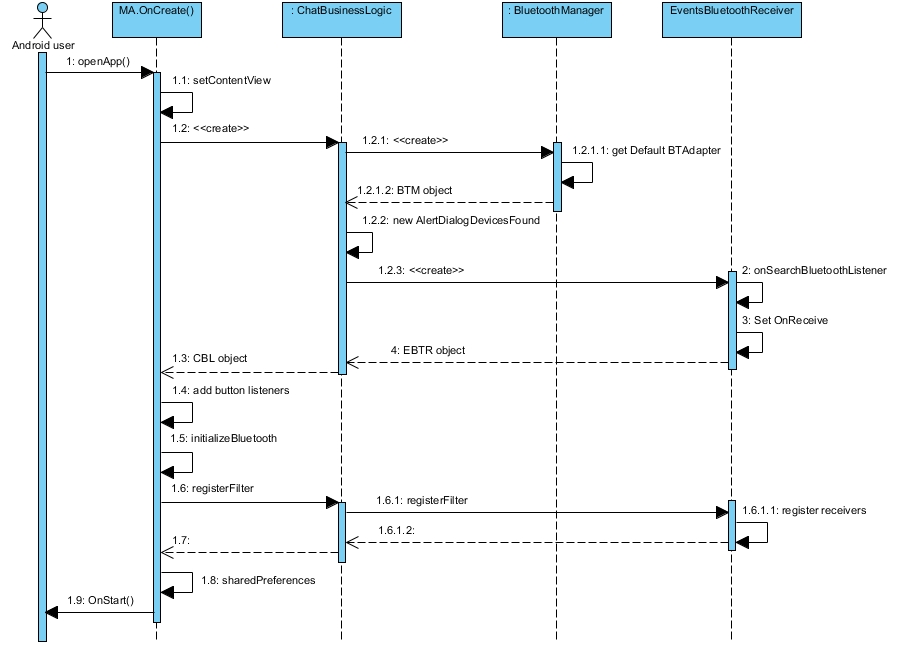 MA.OnCreate()
: ChatBusinessLogic
: BluetoothManager
EventsBluetoothReceiver
Android user
1: openApp()
1.1: setContentView
1.2: <<create>>
1.2.1: <<create>>
1.2.1.1: get Default BTAdapter
1.2.1.2: BTM object
1.2.2: new AlertDialogDevicesFound
1.2.3: <<create>>
2: onSearchBluetoothListener
3: Set OnReceive
4: EBTR object
1.3: CBL object
1.4: add button listeners
1.5: initializeBluetooth
1.6: registerFilter
1.6.1: registerFilter
1.6.1.1: register receivers
1.6.1.2:
1.7:
1.8: sharedPreferences
1.9: OnStart()